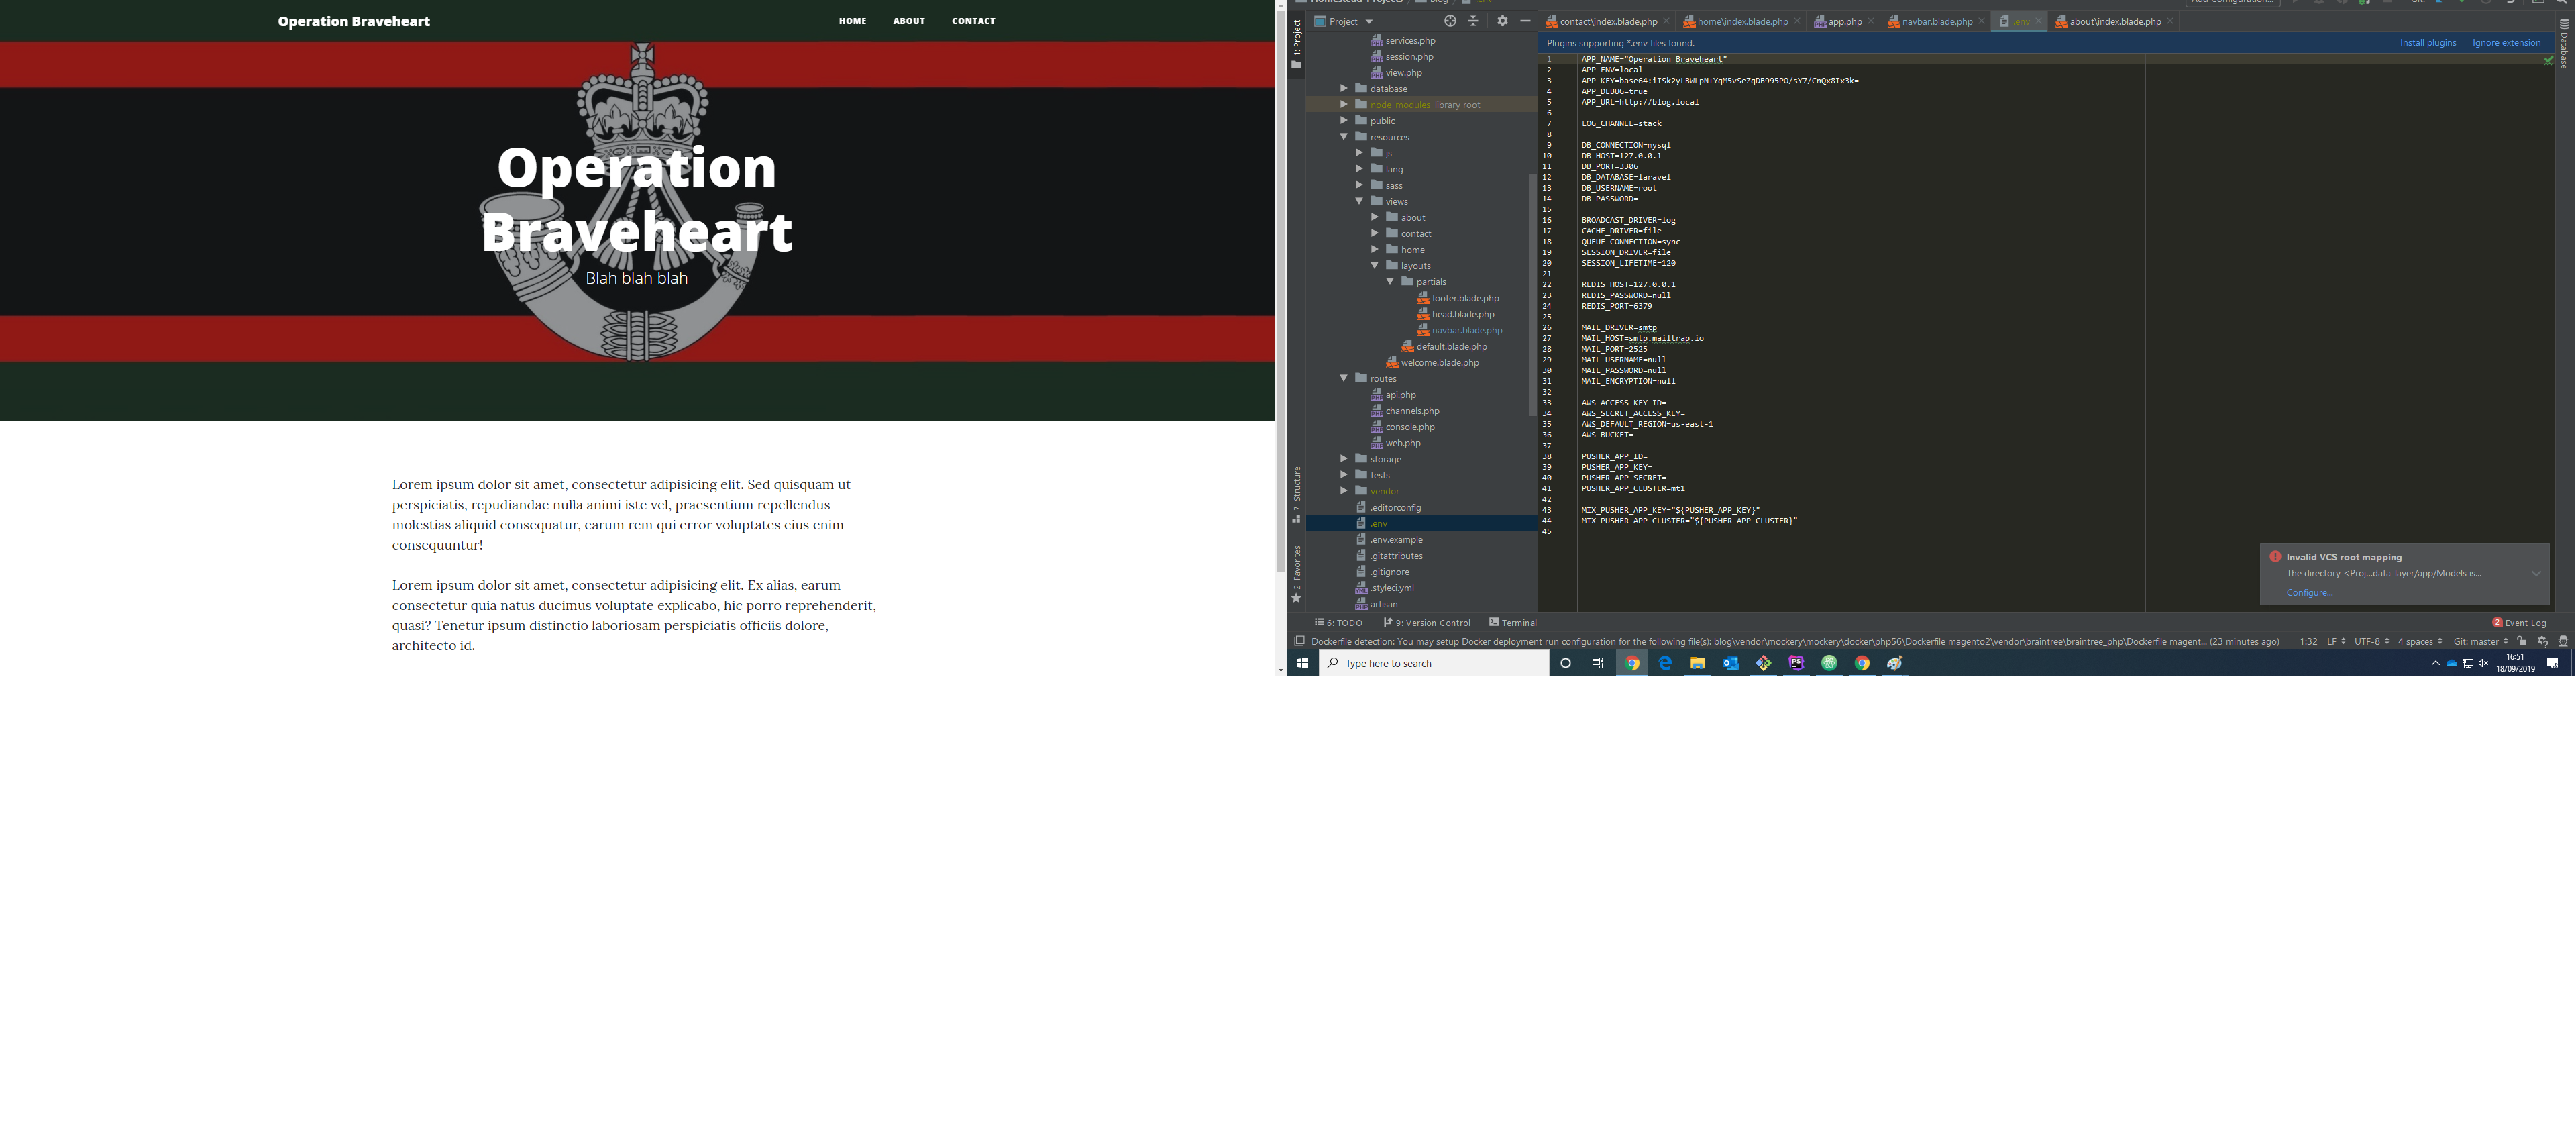 Operation Braveheart
HOME ABOUT CONTACT
Operation
Braveheart
Blah blah blah
Lorem ipsum dolor sit amet, consectetur adipisicing elit. Sed quisquam ut
perspiciatis, repudiandae nulla animi iste vel, praesentium repellendus
molestias aliquid consequatur, earum rem qui error voluptates eius enim
consequuntur!
Lorem ipsum dolor sit amet, consectetur adipisicing elit. Ex alias, earum
consectetur quia natus ducimus voluptate explicabo, hic porro reprehenderit,
quasi? Tenetur ipsum distinctio laboriosam perspiciatis officiis dolore,
architecto id.
Homestead_Projects blog .env
1: Project
Project
services.php
session.php
view.php
database
node_modules library root
public
resources
js
lang
sass
views
about
contact
home
layouts
partials
footer.blade.php
head.blade.php
navbar.blade.php
default.blade.php
welcome.blade.php
routes
api.php
channels.php
console.php
web.php
storage
tests
vendor
.editorconfig
.env
.env.example
.gitattributes
.gitignore
.styleci.yml
artisan
7: Structure
2: Favorites
contact\index.blade.php home\index.blade.php app.php navbar.blade.php .env about\index.blade.php
Database
Plugins supporting *.env files found. Install plugins Ignore extension
1 APP_NAME="Operation Braveheart"
2 APP_ENV=local
3 APP_KEY=base64:iISk2yLBWLpN+YqM5vSeZqDB995PO/sY7/CnQx8Ix3k=
4 APP_DEBUG=true
5 APP_URL=http://blog.local
6
7 LOG_CHANNEL=stack
8
9 DB_CONNECTION=mysql
10 DB_HOST=127.0.0.1
11 DB_PORT=3306
12 DB_DATABASE=laravel
13 DB_USERNAME=root
14 DB_PASSWORD=
15
16 BROADCAST_DRIVER=log
17 CACHE_DRIVER=file
18 QUEUE_CONNECTION=sync
19 SESSION_DRIVER=file
20 SESSION_LIFETIME=120
21
22 REDIS_HOST=127.0.0.1
23 REDIS_PASSWORD=null
24 REDIS_PORT=6379
25
26 MAIL_DRIVER=smtp
27 MAIL_HOST=smtp.mailtrap.io
28 MAIL_PORT=2525
29 MAIL_USERNAME=null
30 MAIL_PASSWORD=null
31 MAIL_ENCRYPTION=null
32
33 AWS_ACCESS_KEY_ID=
34 AWS_SECRET_ACCESS_KEY=
35 AWS_DEFAULT_REGION=us-east-1
36 AWS_BUCKET=
37
38 PUSHER_APP_ID=
39 PUSHER_APP_KEY=
40 PUSHER_APP_SECRET=
41 PUSHER_APP_CLUSTER=mt1
42
43 MIX_PUSHER_APP_KEY="${PUSHER_APP_KEY}"
44 MIX_PUSHER_APP_CLUSTER="${PUSHER_APP_CLUSTER}"
45
Invalid VCS root mapping
The directory <Proj...data-layer/app/Models is...
Configure...
6: TODO 9: Version Control Terminal 2 Event Log
Dockerfile detection: You may setup Docker deployment run configuration for the following file(s): blog\vendor\mockery\mockery\docker\php56\Dockerfile magento2\vendor\braintree\braintree_php\Dockerfile magent... (23 minutes ago) 1:32 LF UTF-8 4 spaces Git: master
Type here to search
16:51
18/09/2019